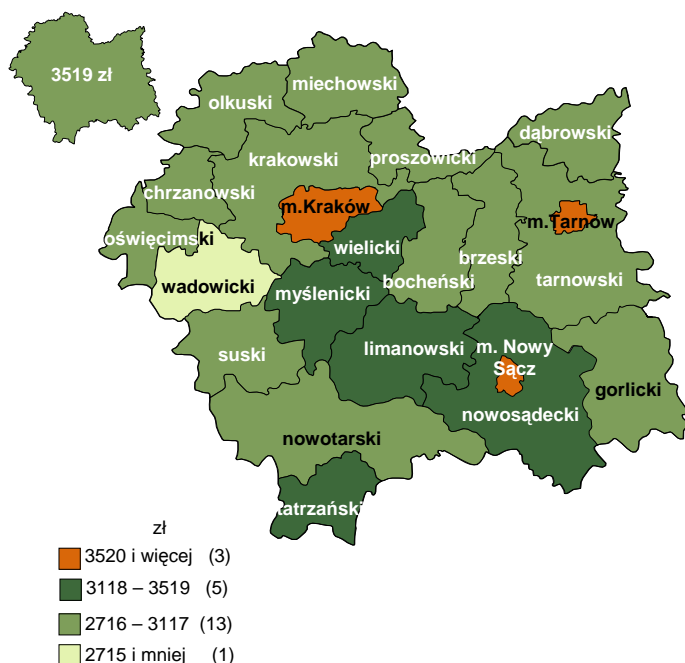 3519 zł
miechowski
olkuski
dąbrowski
krakowski
proszowicki
chrzanowski
m.Kraków
m.Tarnów
oświęcimski
wielicki
brzeski
bocheński
tarnowski
wadowicki
myślenicki
suski
limanowski
m. Nowy
Sącz
gorlicki
nowosądecki
nowotarski
tatrzański
zł
3520 i więcej (3)
3118 – 3519 (5)
2716 – 3117 (13)
2715 i mniej (1)